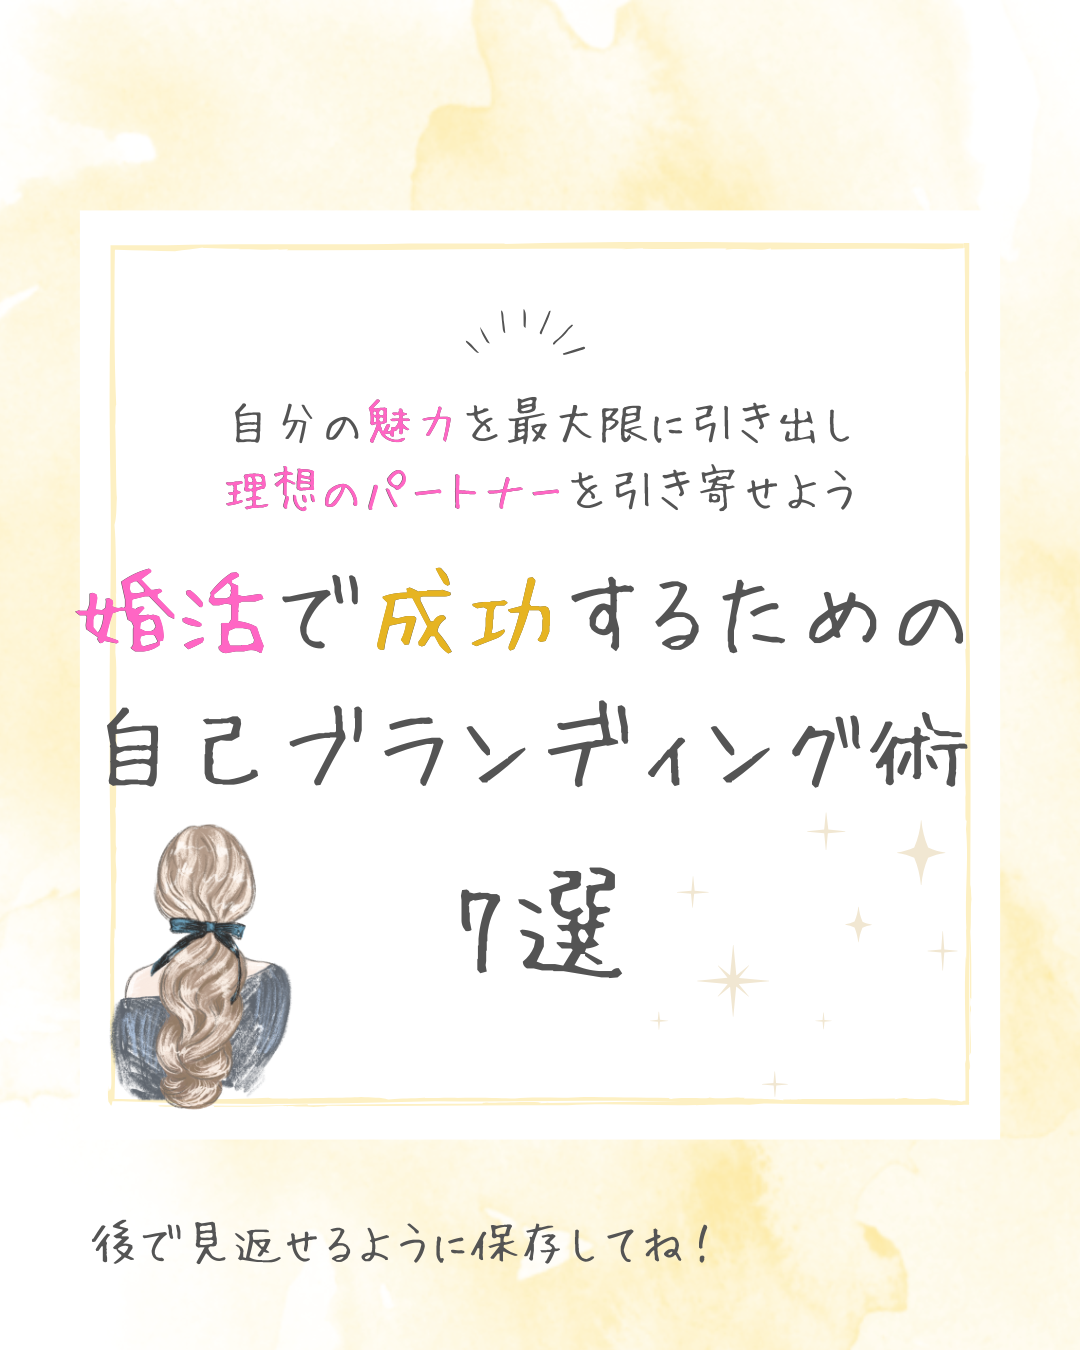 自分の魅力を最大限に引き出し
理想のパートナーを引き寄せよう
婚活で成功するための
自己ブランディング術
7選
後で見返せるように保存してね！